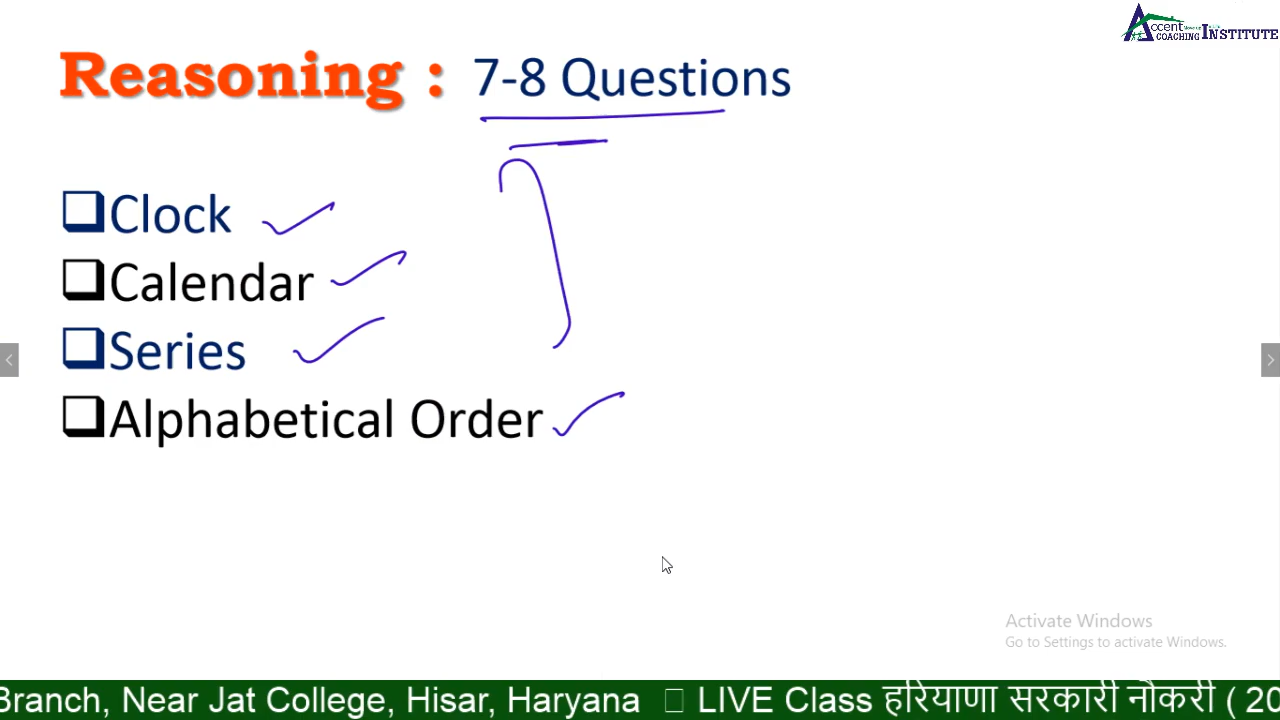 Accent
COACHING INSTITUTE
Reasoning : 7-8 Questions
Clock
Calendar
Series
Alphabetical Order
Activate Windows
Go to Settings to activate Windows.
Branch, Near Jat College, Hisar, Haryana LIVE Class हरियाणा सरकारी नौकरी ( 20